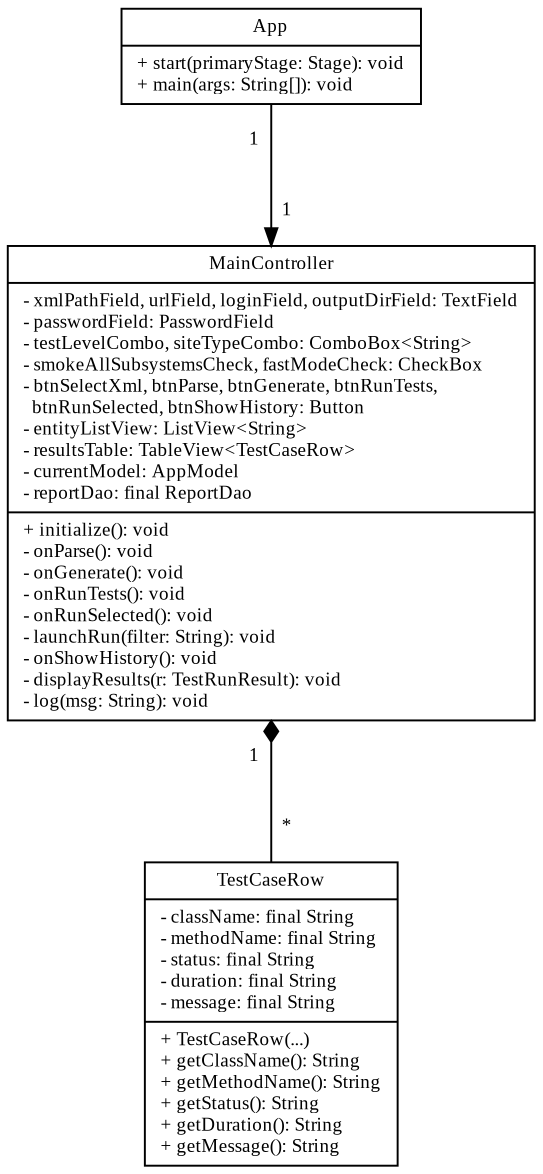 App
+ start(primaryStage: Stage): void
+ main(args: String[]): void
1
1
MainController
- xmlPathField, urlField, loginField, outputDirField: TextField
- passwordField: PasswordField
- testLevelCombo, siteTypeCombo: ComboBox<String>
- smokeAllSubsystemsCheck, fastModeCheck: CheckBox
- btnSelectXml, btnParse, btnGenerate, btnRunTests,
btnRunSelected, btnShowHistory: Button
- entityListView: ListView<String>
- resultsTable: TableView<TestCaseRow>
- currentModel: AppModel
- reportDao: final ReportDao
+ initialize(): void
- onParse(): void
- onGenerate(): void
- onRunTests(): void
- onRunSelected(): void
- launchRun(filter: String): void
- onShowHistory(): void
- displayResults(r: TestRunResult): void
- log(msg: String): void
1
*
TestCaseRow
- className: final String
- methodName: final String
- status: final String
- duration: final String
- message: final String
+ TestCaseRow(...)
+ getClassName(): String
+ getMethodName(): String
+ getStatus(): String
+ getDuration(): String
+ getMessage(): String